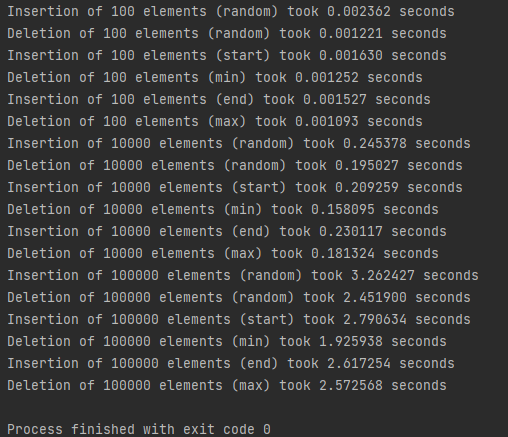 Insertion of 100 elements (random) took 0.002362 seconds
Deletion of 100 elements (random) took 0.001221 seconds
Insertion of 100 elements (start) took 0.001630 seconds
Deletion of 100 elements (min) took 0.001252 seconds
Insertion of 100 elements (end) took 0.001527 seconds
Deletion of 100 elements (max) took 0.001093 seconds
Insertion of 10000 elements (random) took 0.245378 seconds
Deletion of 10000 elements (random) took 0.195027 seconds
Insertion of 10000 elements (start) took 0.209259 seconds
Deletion of 10000 elements (min) took 0.158095 seconds
Insertion of 10000 elements (end) took 0.230117 seconds
Deletion of 10000 elements (max) took 0.181324 seconds
Insertion of 100000 elements (random) took 3.262427 seconds
Deletion of 100000 elements (random) took 2.451900 seconds
Insertion of 100000 elements (start) took 2.790634 seconds
Deletion of 100000 elements (min) took 1.925938 seconds
Insertion of 100000 elements (end) took 2.617254 seconds
Deletion of 100000 elements (max) took 2.572568 seconds
Process finished with exit code 0